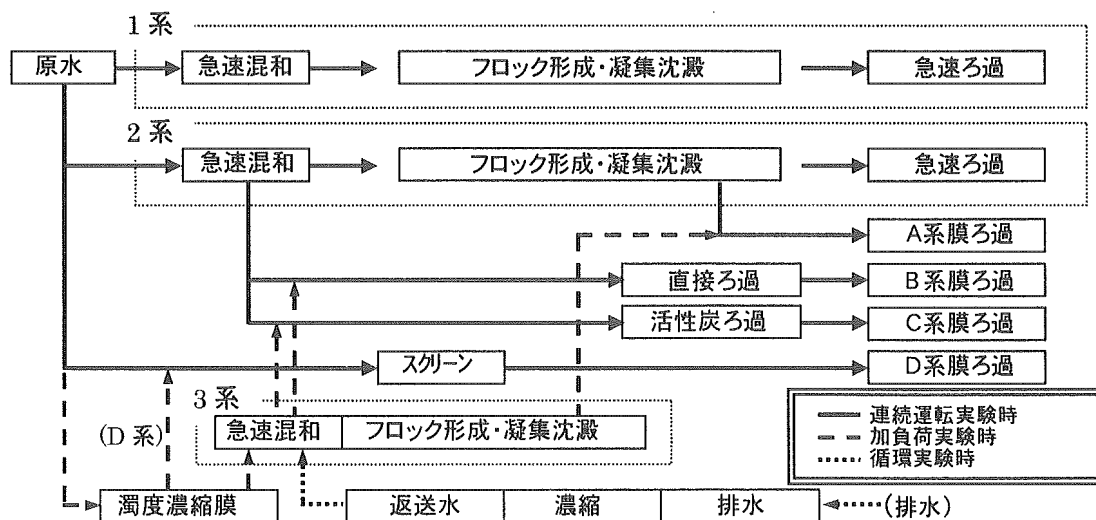 1系
原水 急速混和 フロック形成・凝集沈澱 急速ろ過
2系
急速混和 フロック形成・凝集沈澱 急速ろ過
A系膜ろ過
直接ろ過 B系膜ろ過
活性炭ろ過 C系膜ろ過
スクリーン D系膜ろ過
3系
(D系) 急速混和 フロック形成・凝集沈澱
連続運転実験時
加負荷実験時
循環実験時
濁度濃縮膜 返送水 濃縮 排水 (排水)